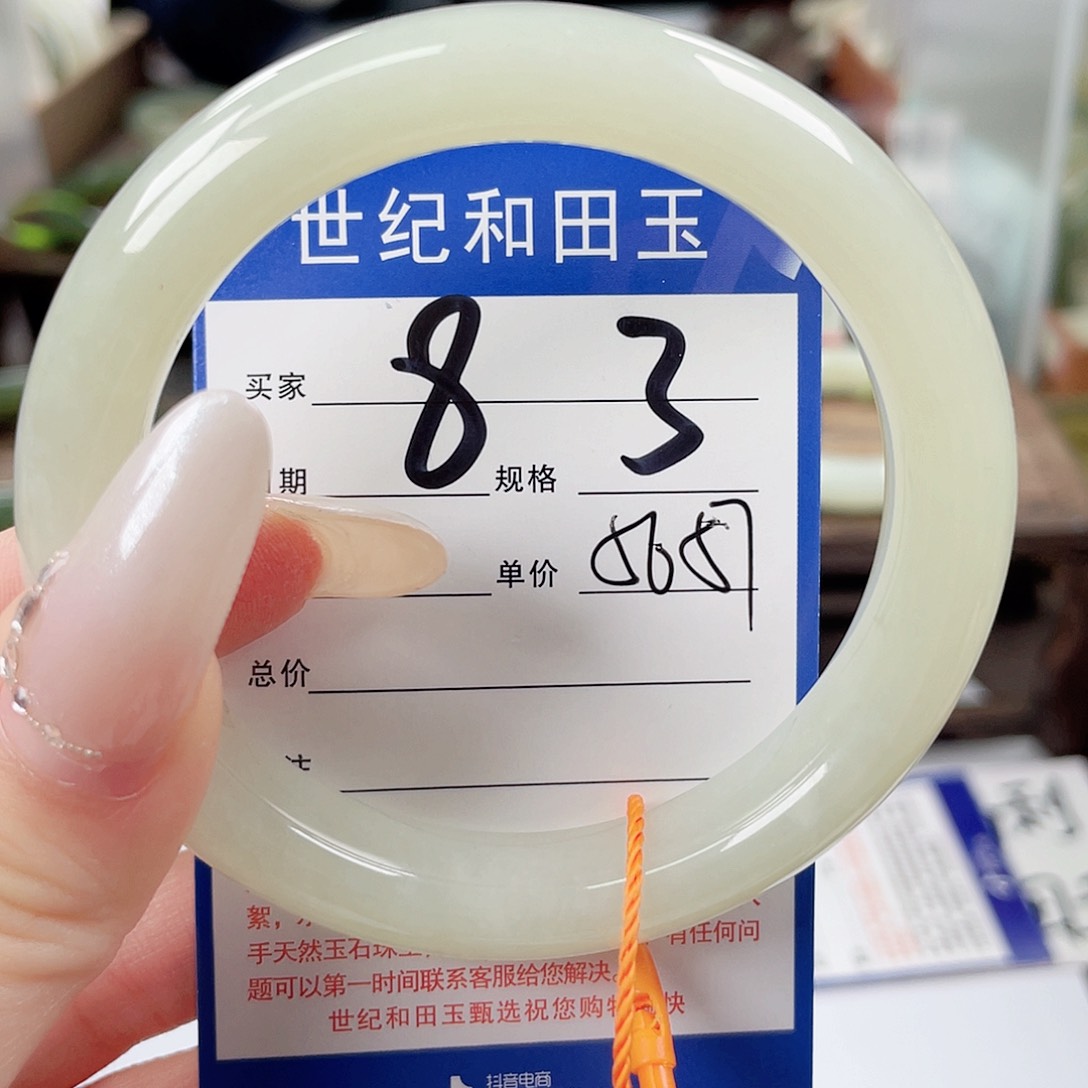 世纪和田玉
买家 8 3
期 规格
单价
总价
絮，
手天然玉石珠 有任何问
题可以第一时间联系客服给您解决
世纪和田玉甄选祝您购物 快
抖音电商